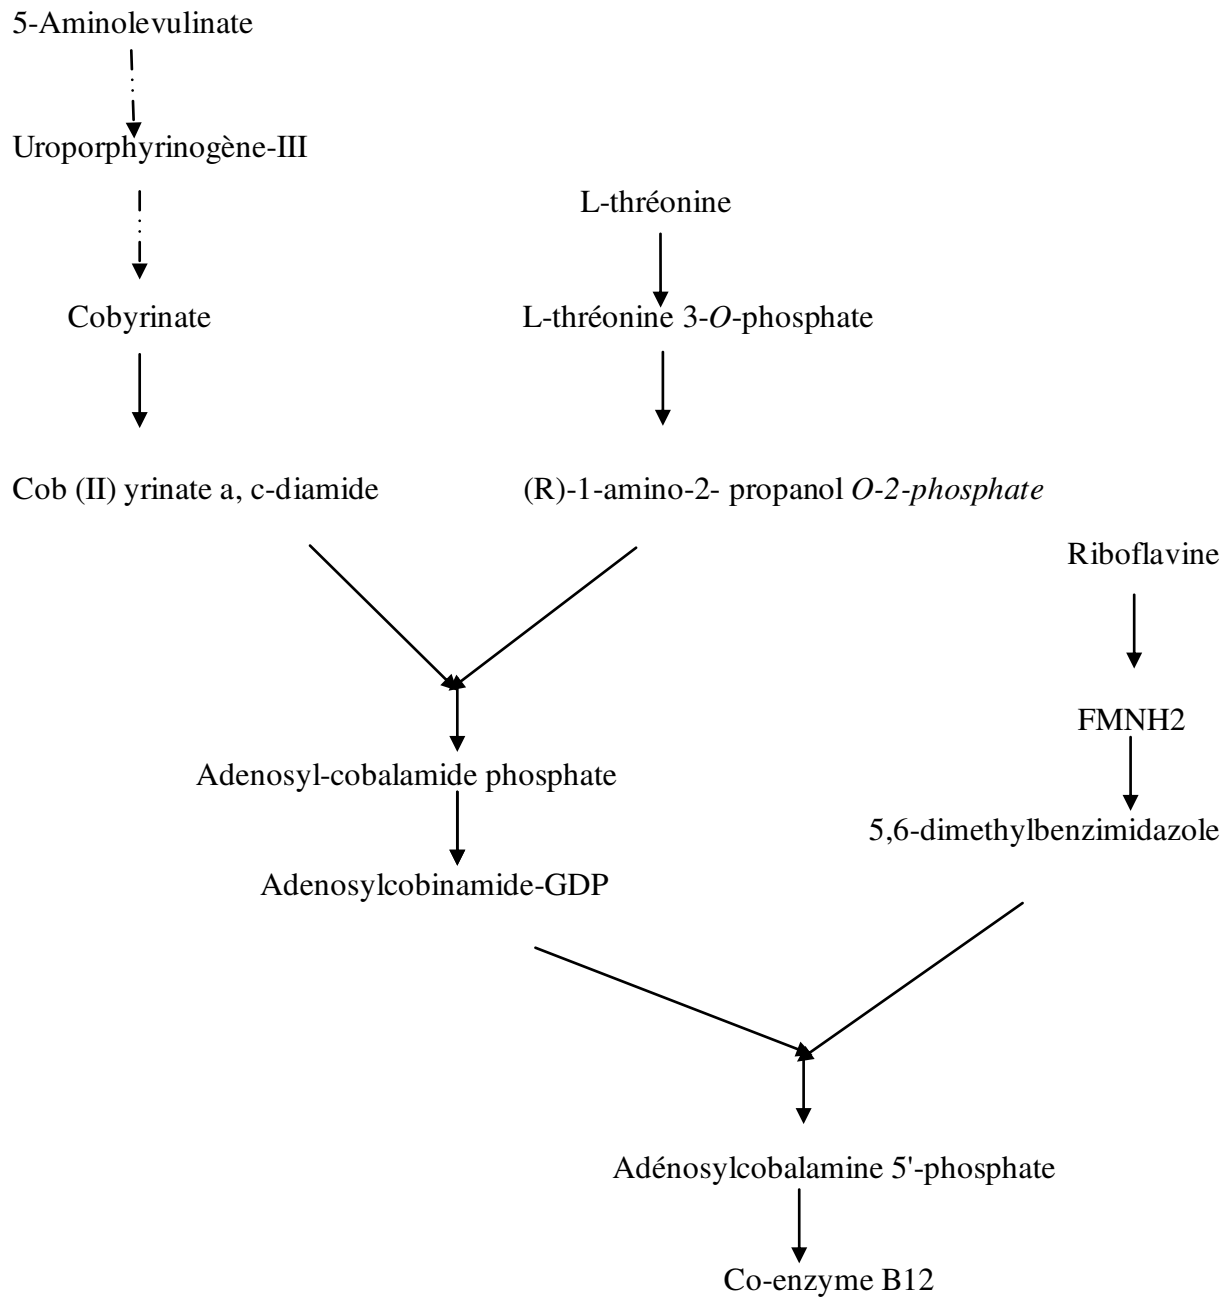 5-Aminolevulinate
Uroporphyrinogène-III
L-thréonine
Cobyrinate
L-thréonine 3-O-phosphate
Cob (II) yrinate a, c-diamide
(R)-1-amino-2- propanol O-2-phosphate
Riboflavine
FMNH2
Adenosyl-cobalamide phosphate
5,6-dimethylbenzimidazole
Adenosylcobinamide-GDP
Adénosylcobalamine 5'-phosphate
Co-enzyme B12